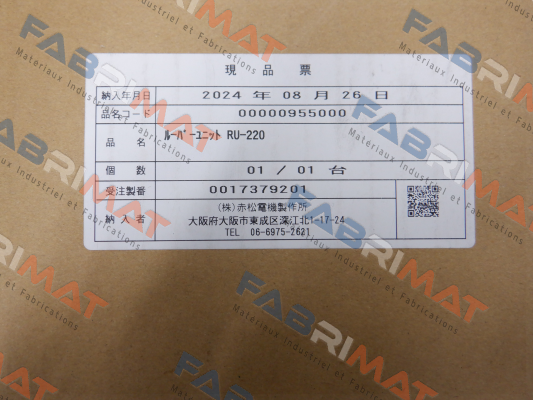 現品票
納入年月日 2024 年 08 月 26 日
品名コード 00000955000
品名 ﾙｰﾊﾞｰﾕﾆｯﾄ RU-220
個数 01 / 01 台
受注製番 0017379201
(株)赤松電機製作所
納入者 大阪府大阪市東成区深江北1-17-24
TEL 06-6975-2621
FABRIMAT
Materiaux Industriel et Fabrications